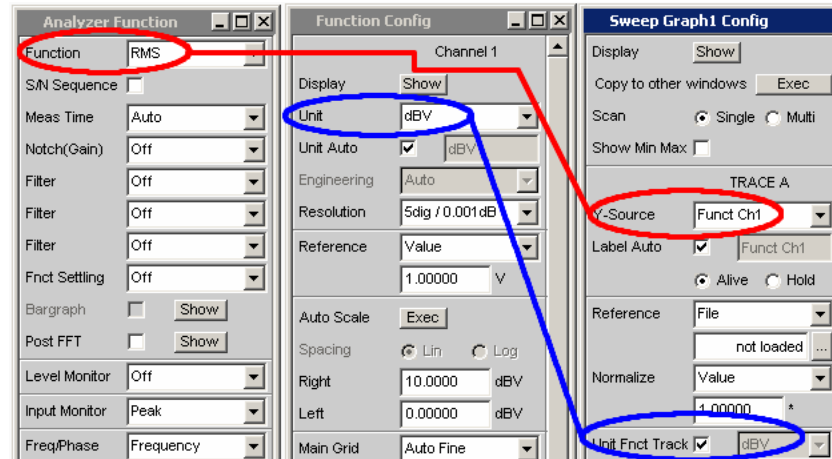 Analyzer Function
Function RMS
S/N Sequence
Meas Time Auto
Notch(Gain) Off
Filter Off
Filter Off
Filter Off
Fnct Settling Off
Bargraph Show
Post FFT Show
Level Monitor Off
Input Monitor Peak
Freq/Phase Frequency
Function Config
Channel 1
Display Show
Unit dBV
Unit Auto dBV
Engineering Auto
Resolution 5dig / 0.001dB
Reference Value
1.00000 V
Auto Scale Exec
Spacing Lin Log
Right 10.0000 dBV
Left 0.00000 dBV
Main Grid Auto Fine
Sweep Graph1 Config
Display Show
Copy to other windows Exec
Scan Single Multi
Show Min Max
TRACE A
Y-Source Funct Ch1
Label Auto Funct Ch1
Alive Hold
Reference File
not loaded ...
Normalize Value
1.00000 *
Unit Fnct Track dBV